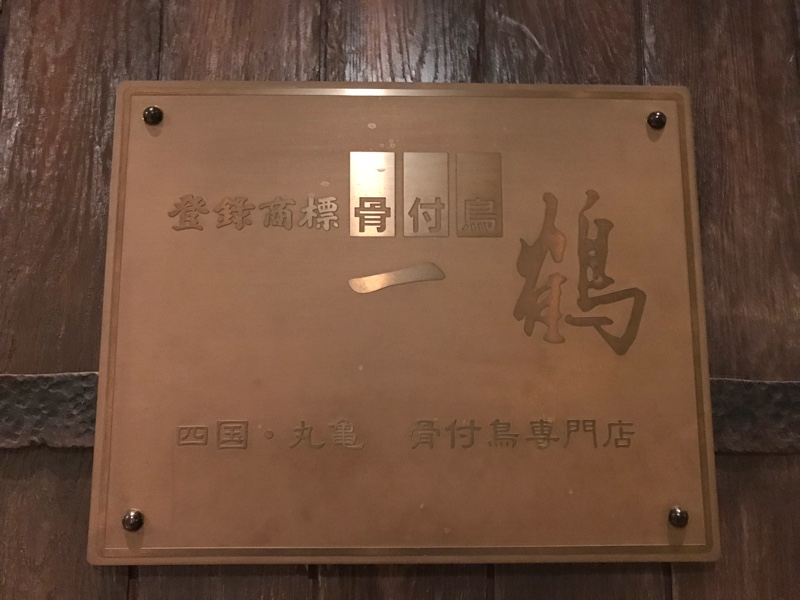 登録商標 骨付鳥
一鶴
四国・丸亀 骨付鳥専門店